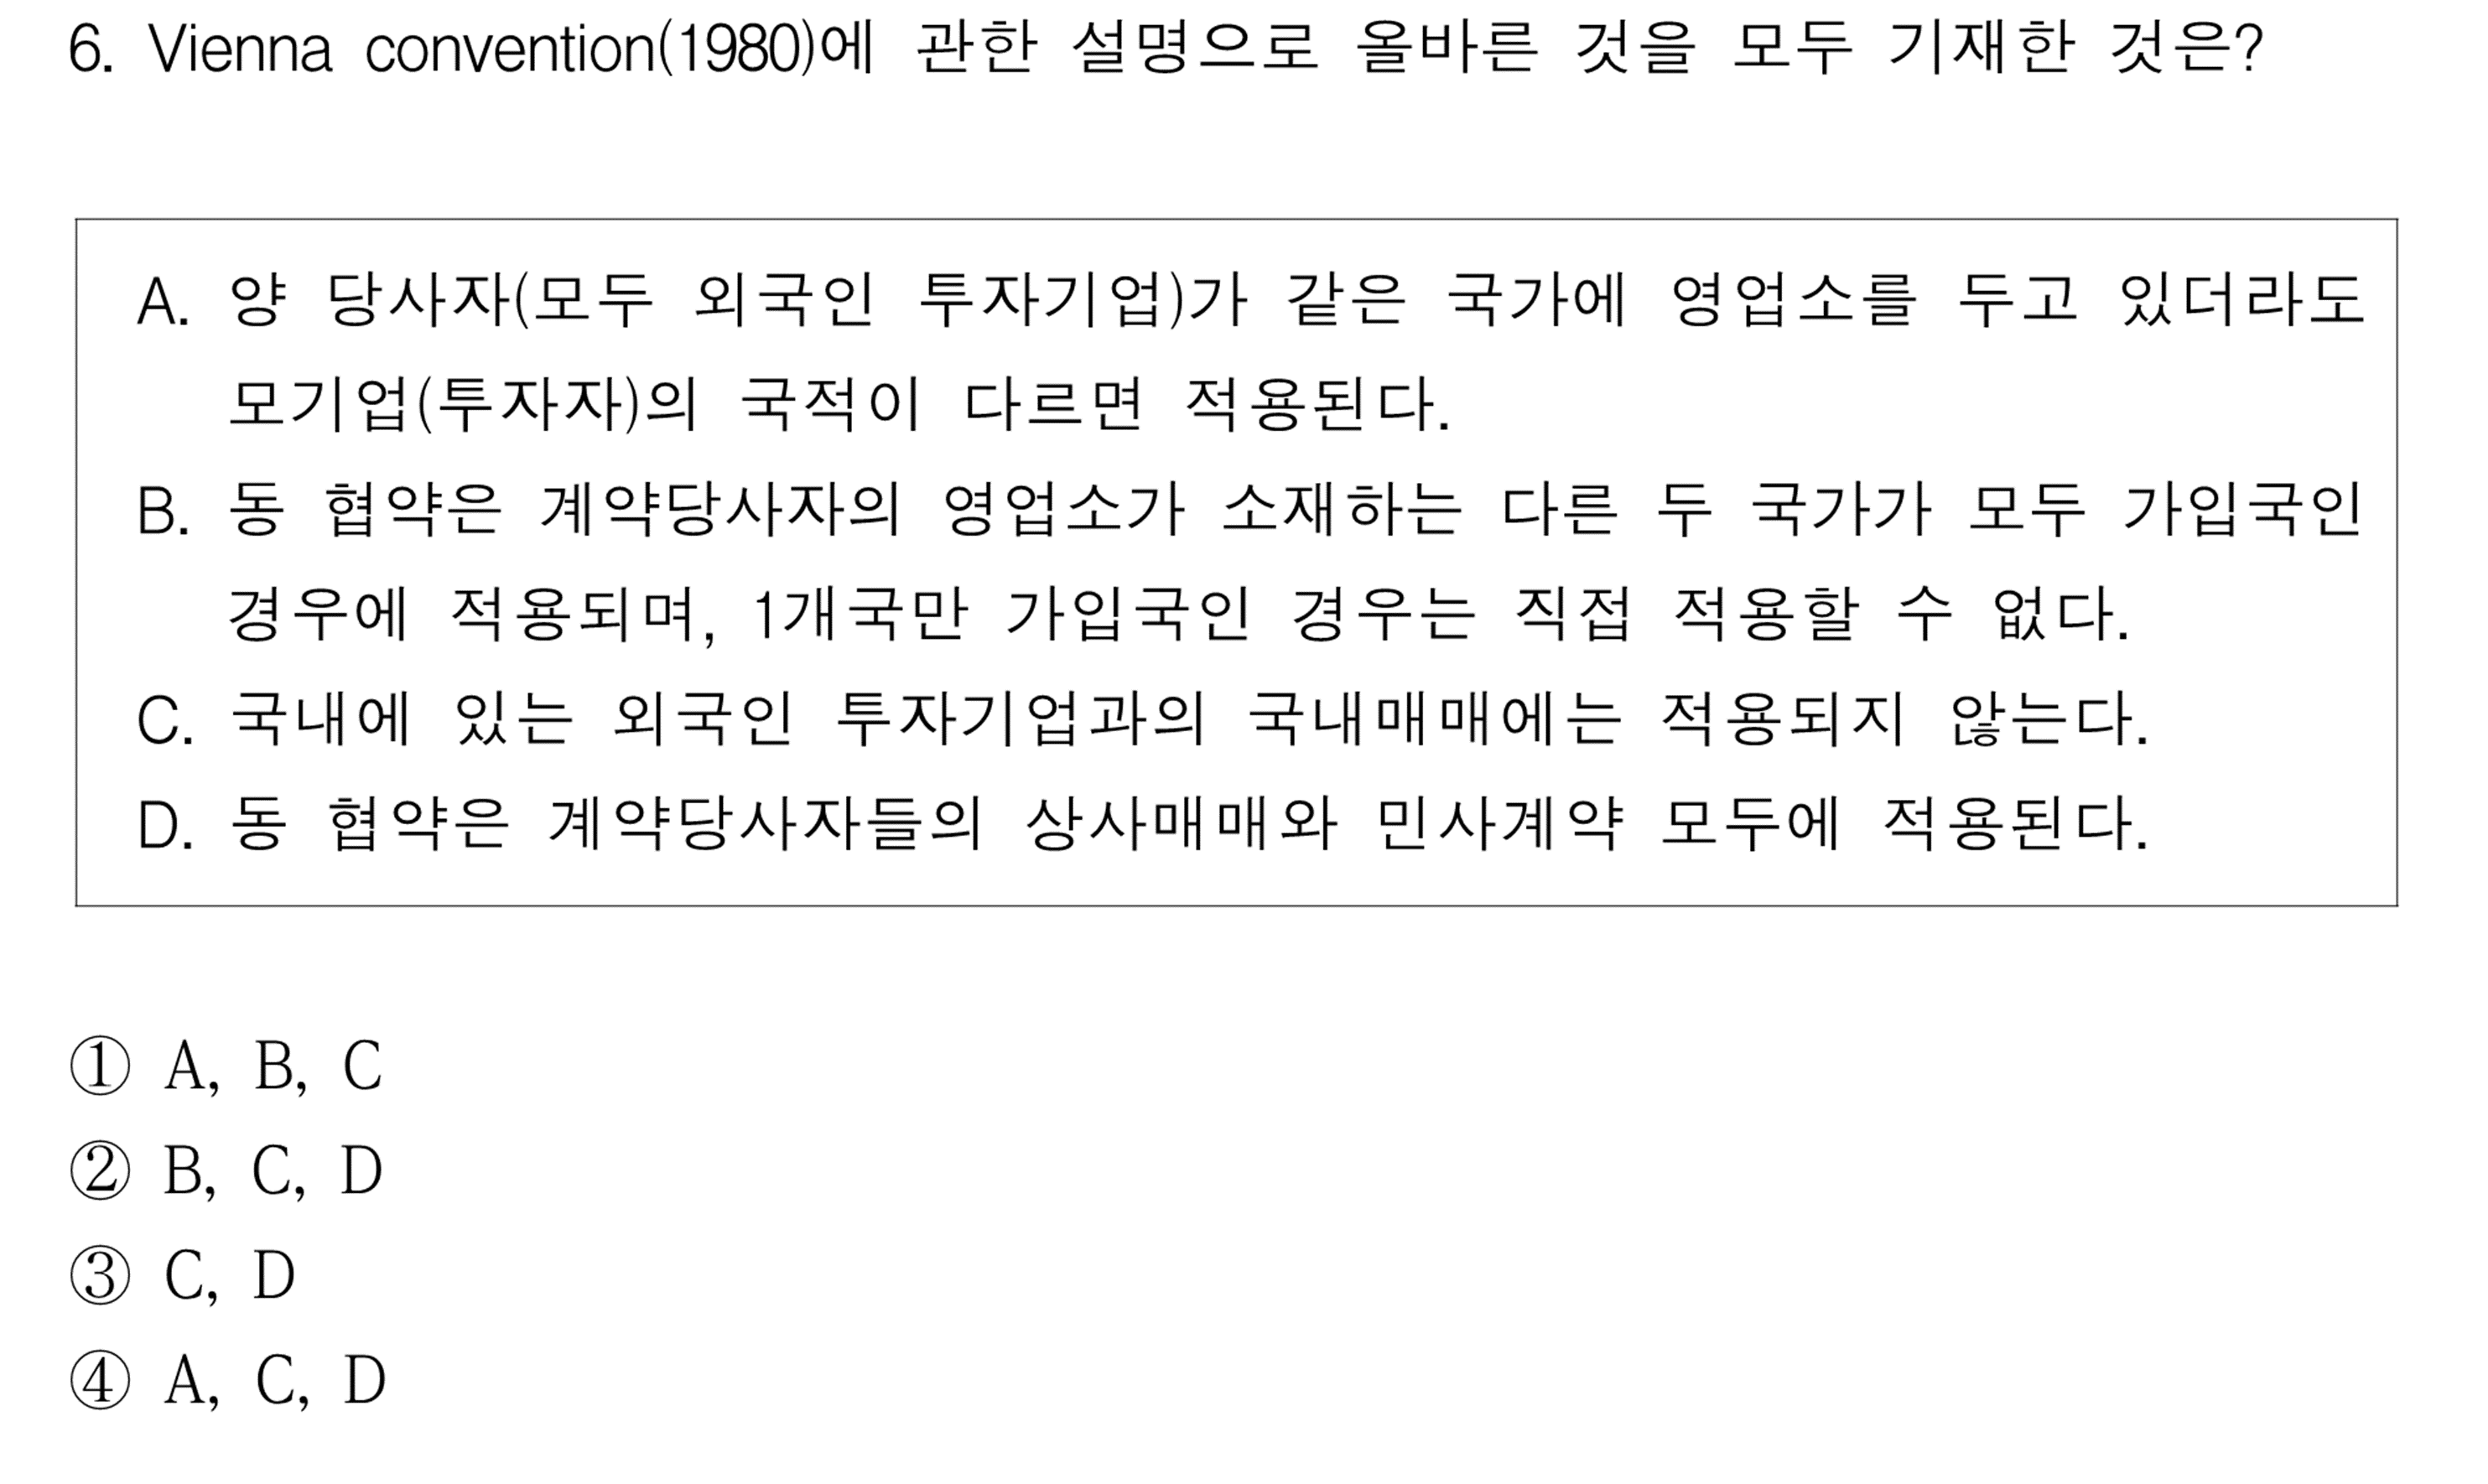 6. Vienna convention(1980)에 관한 설명으로 올바른 것을 모두 기재한 것은?
A. 양 당사자(모두 외국인 투자기업)가 같은 국가에 영업소를 두고 있더라도
모기업(투자자)의 국적이 다르면 적용된다.
B. 동 협약은 계약당사자의 영업소가 소재하는 다른 두 국가가 모두 가입국인
경우에 적용되며, 1개국만 가입국인 경우는 직접 적용할 수 없다.
C. 국내에 있는 외국인 투자기업과의 국내매매에는 적용되지 않는다.
D. 동 협약은 계약당사자들의 상사매매와 민사계약 모두에 적용된다.
① A, B, C
② B, C, D
③ C, D
④ A, C, D